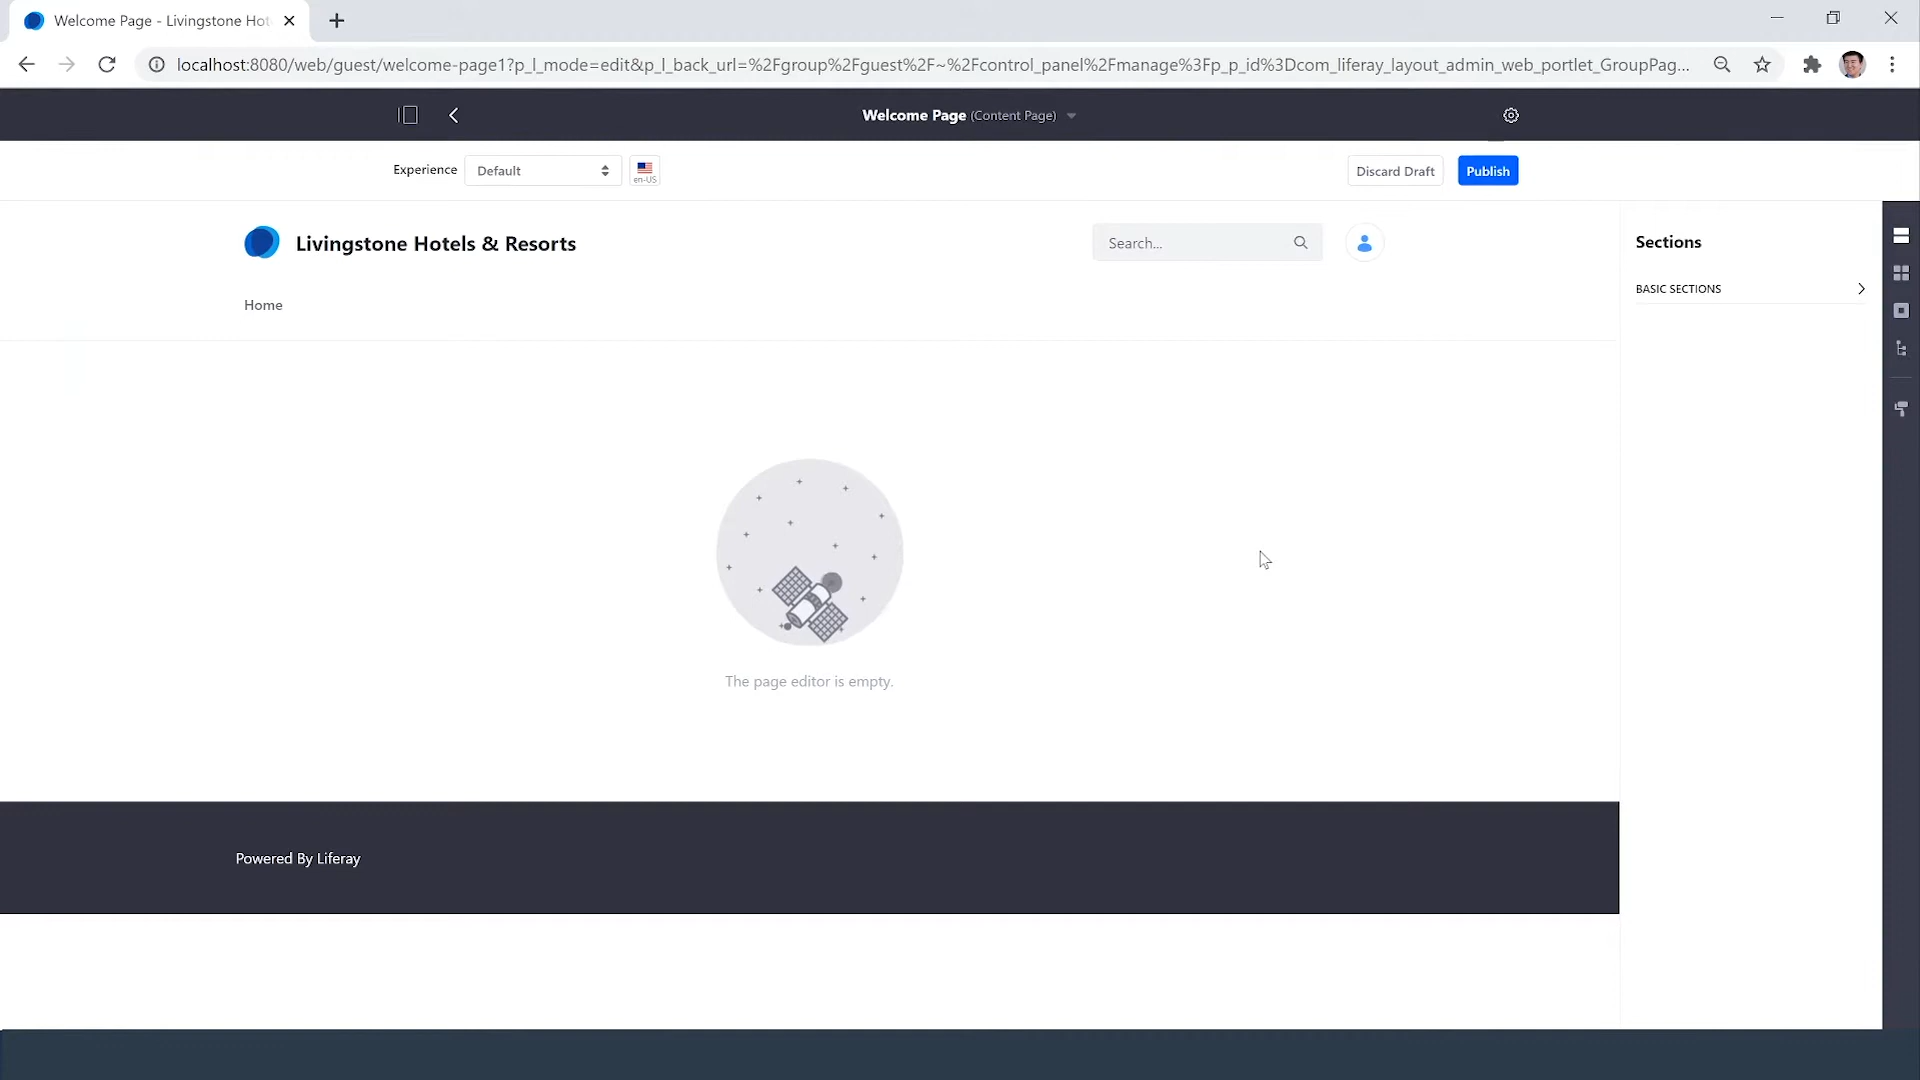 Welcome Page - Livingstone Hot
localhost:8080/web/guest/welcome-page1?p_l_mode=edit&p_l_back_url=%2Fgroup%2Fguest%2F~%2Fcontrol_panel%2Fmanage%3Fp_p_id%3Dcom_liferay_layout_admin_web_portlet_GroupPag...
Welcome Page (Content Page)
Experience Default en-US Discard Draft Publish
Livingstone Hotels & Resorts Search...
Home
Sections
BASIC SECTIONS
The page editor is empty.
Powered By Liferay